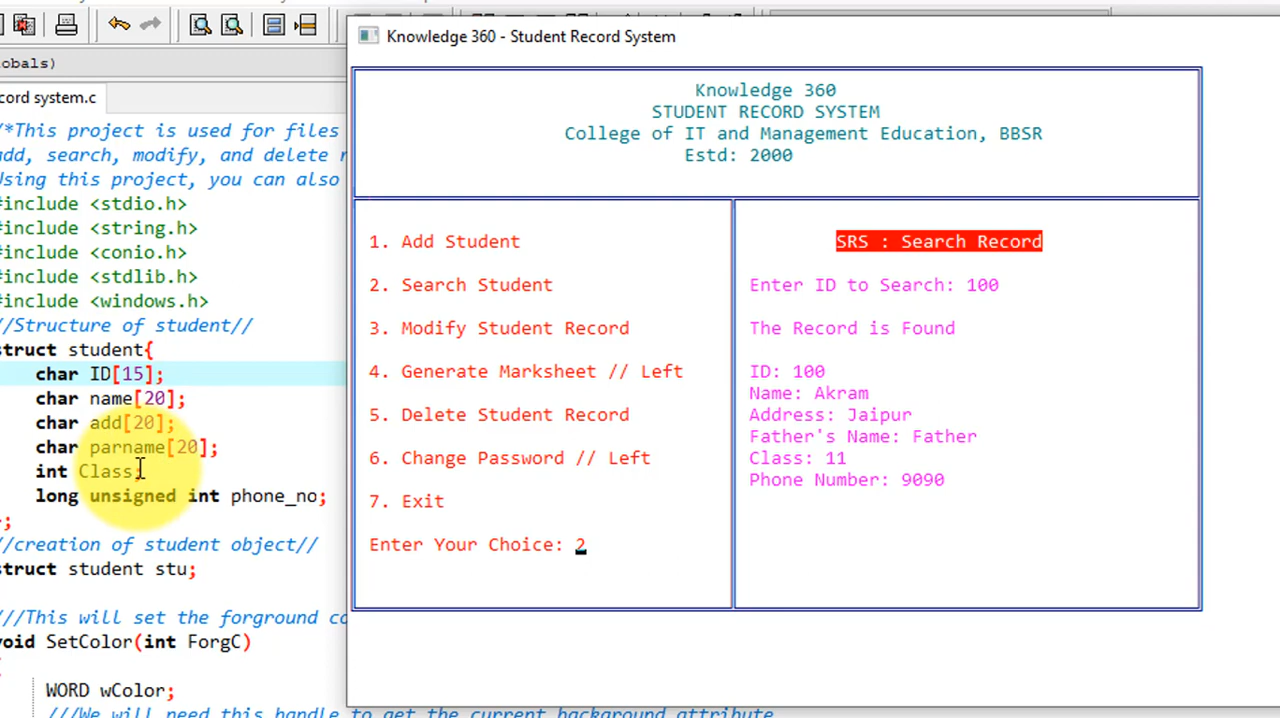 obals)
cord system.c
/*This project is used for files
add, search, modify, and delete r
Using this project, you can also
#include <stdio.h>
#include <string.h>
#include <conio.h>
#include <stdlib.h>
#include <windows.h>
//Structure of student//
struct student{
char ID[15];
char name[20];
char add[20];
char parname[20];
int Class;
long unsigned int phone_no;
};
//creation of student object//
struct student stu;
///This will set the forground co
void SetColor(int ForgC)
{
WORD wColor;
///We will need this handle to get the current background attribute
Knowledge 360 - Student Record System
Knowledge 360
STUDENT RECORD SYSTEM
College of IT and Management Education, BBSR
Estd: 2000
1. Add Student
2. Search Student
3. Modify Student Record
4. Generate Marksheet // Left
5. Delete Student Record
6. Change Password // Left
7. Exit
Enter Your Choice: 2
SRS : Search Record
Enter ID to Search: 100
The Record is Found
ID: 100
Name: Akram
Address: Jaipur
Father's Name: Father
Class: 11
Phone Number: 9090